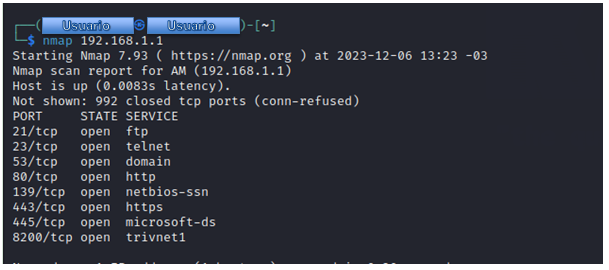 ┌──(Usuario㉿Usuario)-[~]
└─$ nmap 192.168.1.1
Starting Nmap 7.93 ( https://nmap.org ) at 2023-12-06 13:23 -03
Nmap scan report for AM (192.168.1.1)
Host is up (0.0083s latency).
Not shown: 992 closed tcp ports (conn-refused)
PORT     STATE SERVICE
21/tcp   open  ftp
23/tcp   open  telnet
53/tcp   open  domain
80/tcp   open  http
139/tcp  open  netbios-ssn
443/tcp  open  https
445/tcp  open  microsoft-ds
8200/tcp open  trivnet1